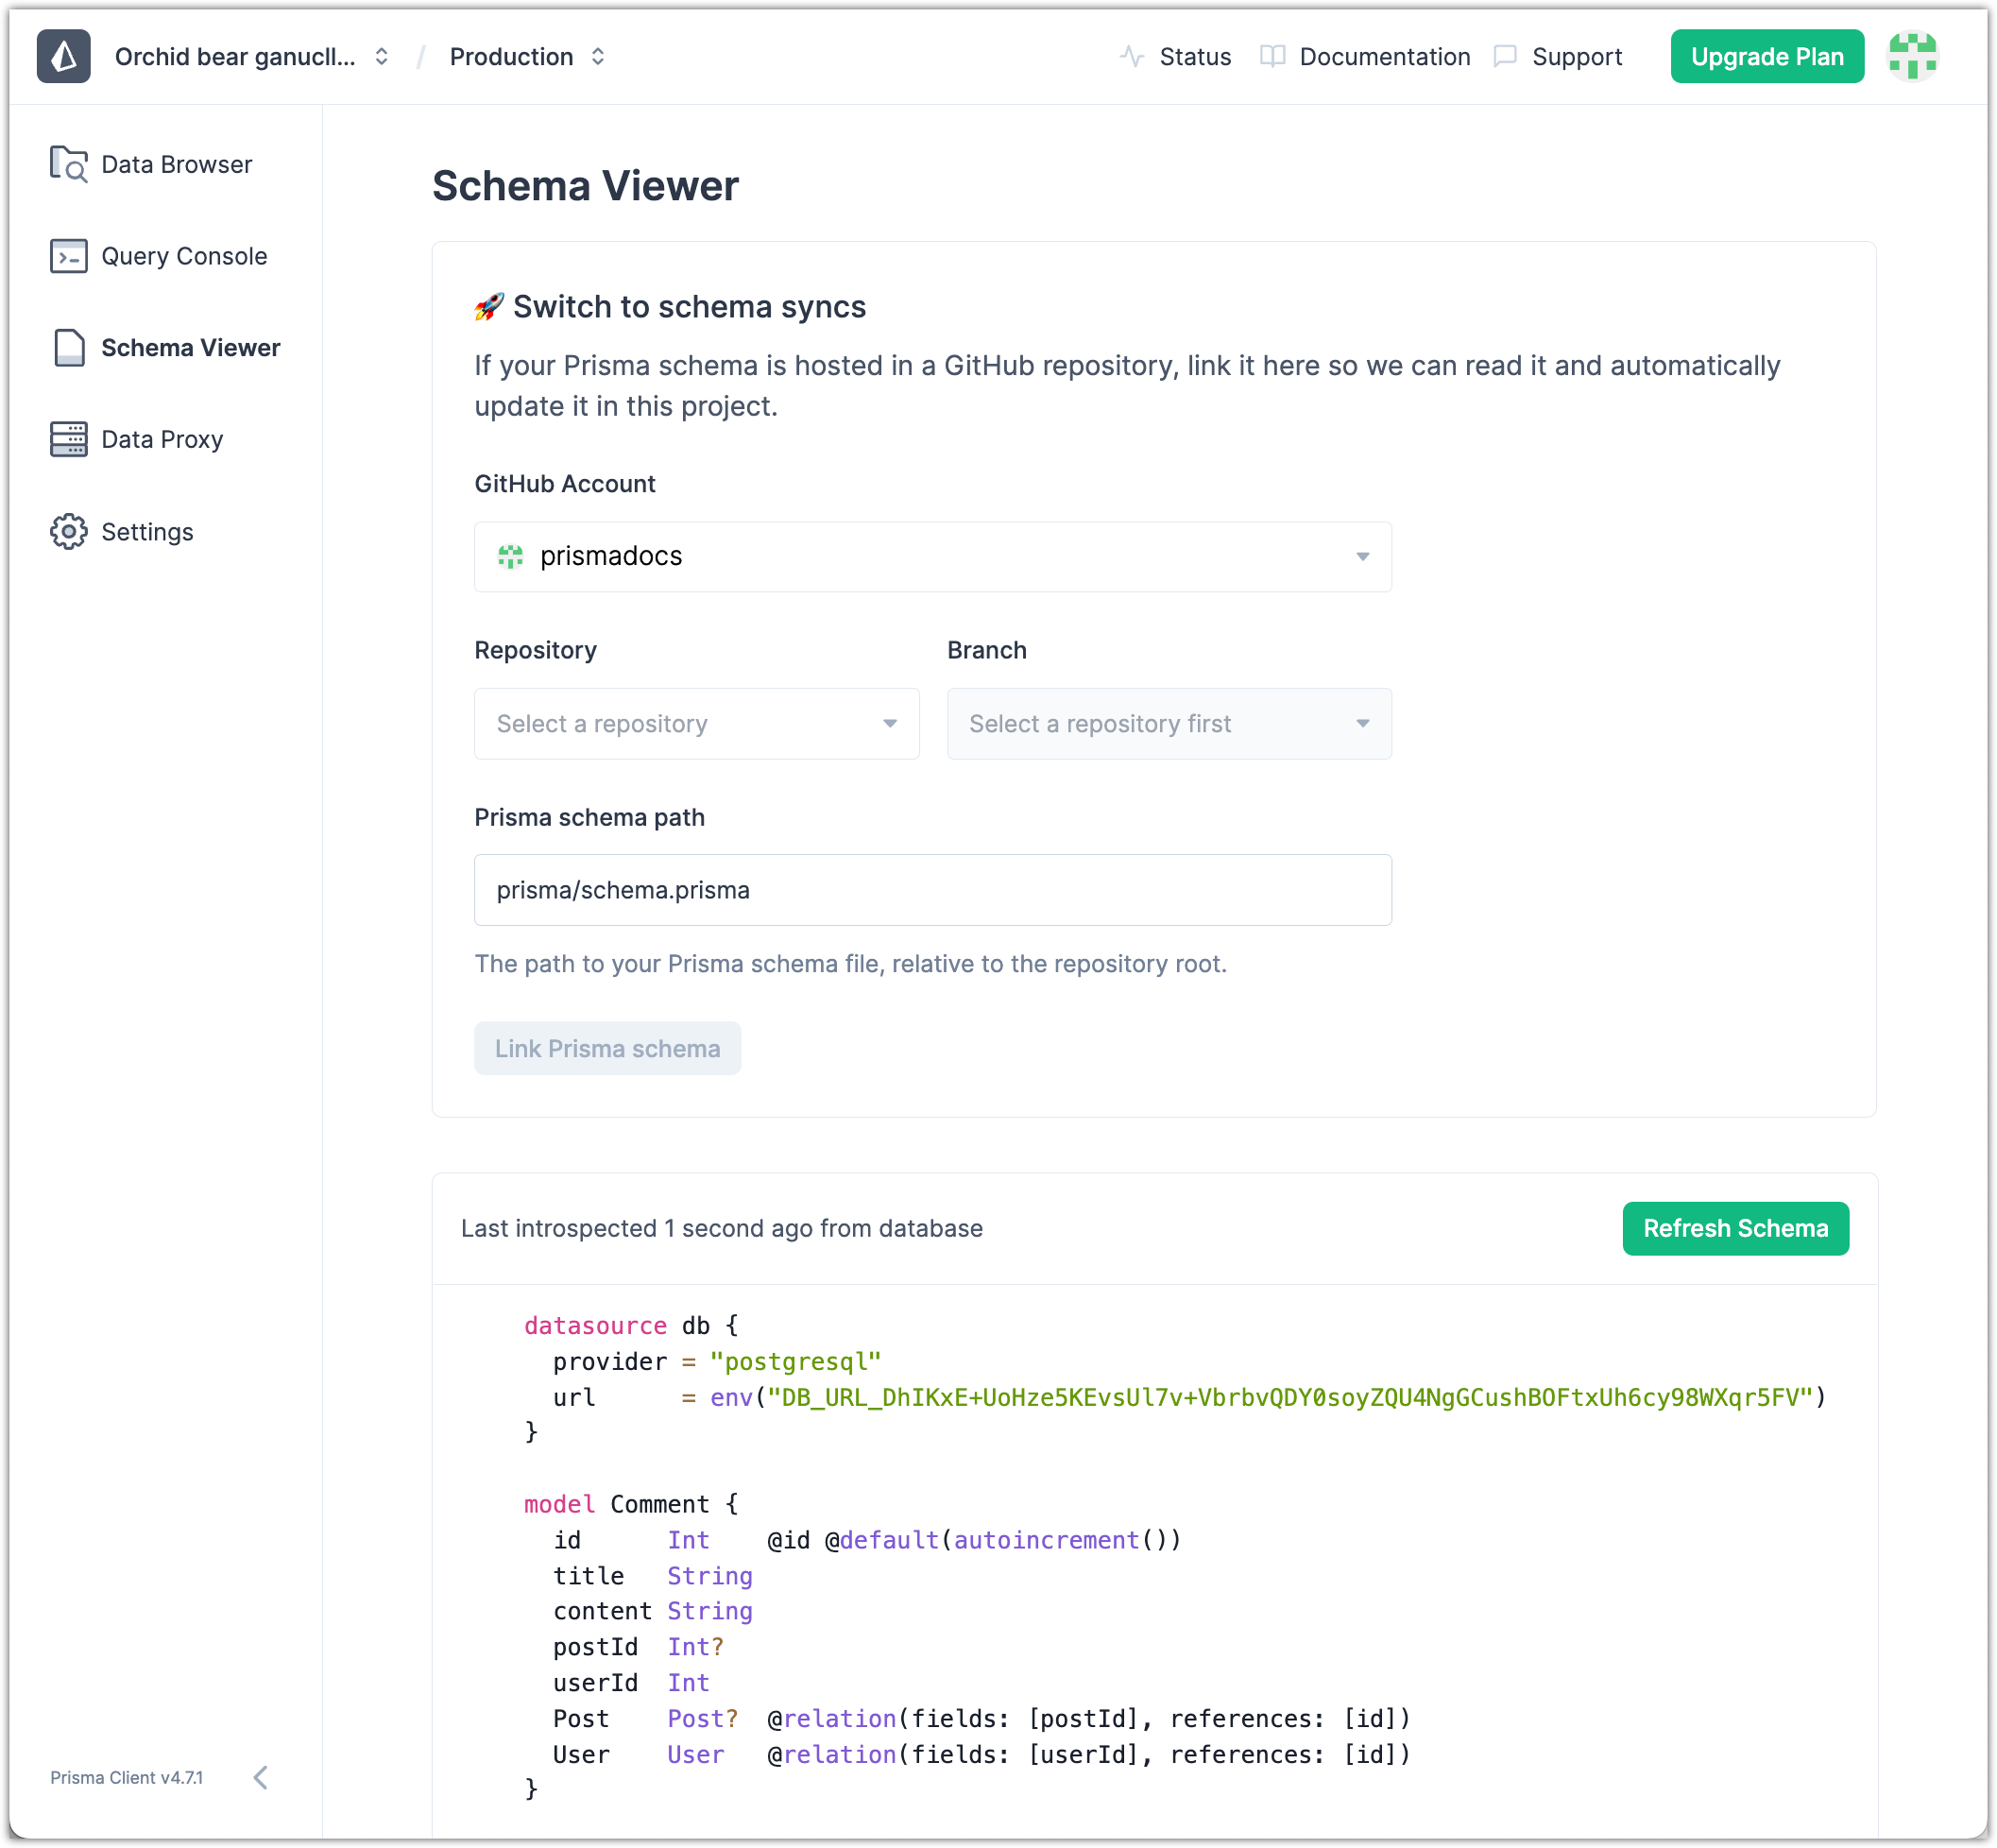 Orchid bear ganucll... / Production Status Documentation Support Upgrade Plan
Data Browser
Query Console
Schema Viewer
Data Proxy
Settings
Prisma Client v4.7.1
Schema Viewer
🚀 Switch to schema syncs
If your Prisma schema is hosted in a GitHub repository, link it here so we can read it and automatically
update it in this project.
GitHub Account
prismadocs
Repository Branch
Select a repository Select a repository first
Prisma schema path
prisma/schema.prisma
The path to your Prisma schema file, relative to the repository root.
Link Prisma schema
Last introspected 1 second ago from database Refresh Schema
datasource db {
  provider = "postgresql"
  url      = env("DB_URL_DhIKxE+UoHze5KEvsUl7v+VbrbvQDY0soyZQU4NgGCushBOFtxUh6cy98WXqr5FV")
}
model Comment {
  id      Int    @id @default(autoincrement())
  title   String
  content String
  postId  Int?
  userId  Int
  Post    Post?  @relation(fields: [postId], references: [id])
  User    User   @relation(fields: [userId], references: [id])
}